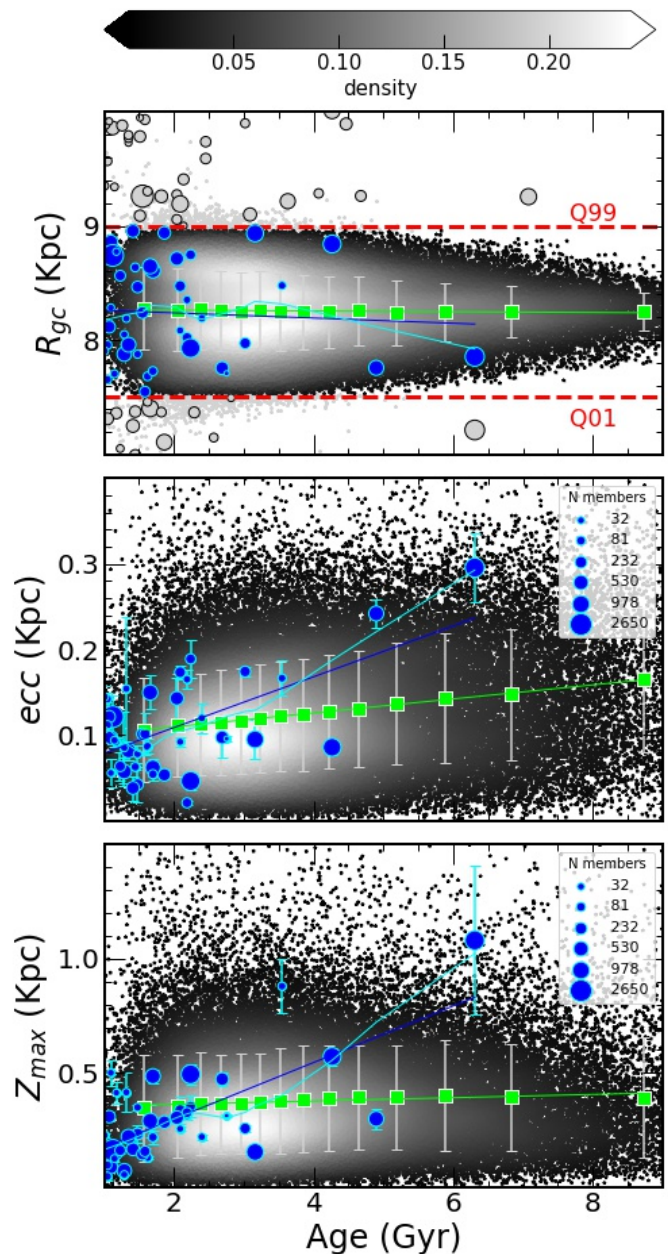 0.05 0.10 0.15 0.20
density
9
8
R_gc (Kpc)
Q99
Q01
0.3
0.2
0.1
ecc (Kpc)
N members
32
81
232
530
978
2650
1.0
0.5
Z_max (Kpc)
N members
32
81
232
530
978
2650
2 4 6 8
Age (Gyr)